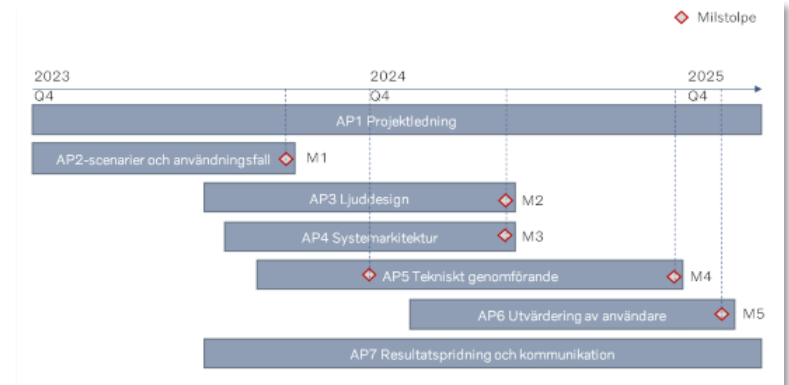 Milstolpe
2023 2024 2025
Q4 Q4 Q4
AP1 Projektledning
AP2-scenarier och användningsfall M1
AP3 Ljuddesign M2
AP4 Systemarkitektur M3
AP5 Tekniskt genomförande M4
AP6 Utvärdering av användare M5
AP7 Resultatspridning och kommunikation